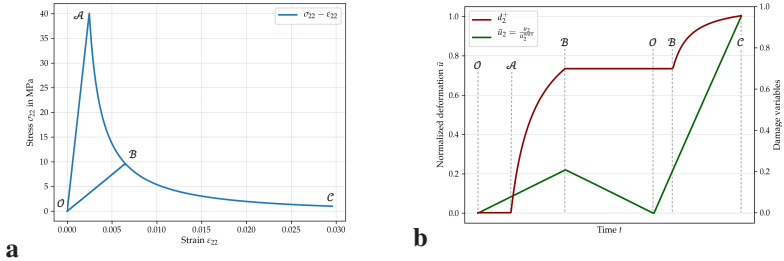 40
35
30
25
20
15
10
5
0
Stress σ₂₂ in MPa
𝒜
ℬ
𝒞
𝒪
σ₂₂ − ε₂₂
0.000 0.005 0.010 0.015 0.020 0.025 0.030
Strain ε₂₂
a
1.0
0.8
0.6
0.4
0.2
0.0
Normalized deformation ū
d₂⁺
ū₂ = u₂/u₂ᵐᵃˣ
𝒪 𝒜 ℬ 𝒪 ℬ 𝒞
1.0
0.8
0.6
0.4
0.2
0.0
Damage variables
Time t
b